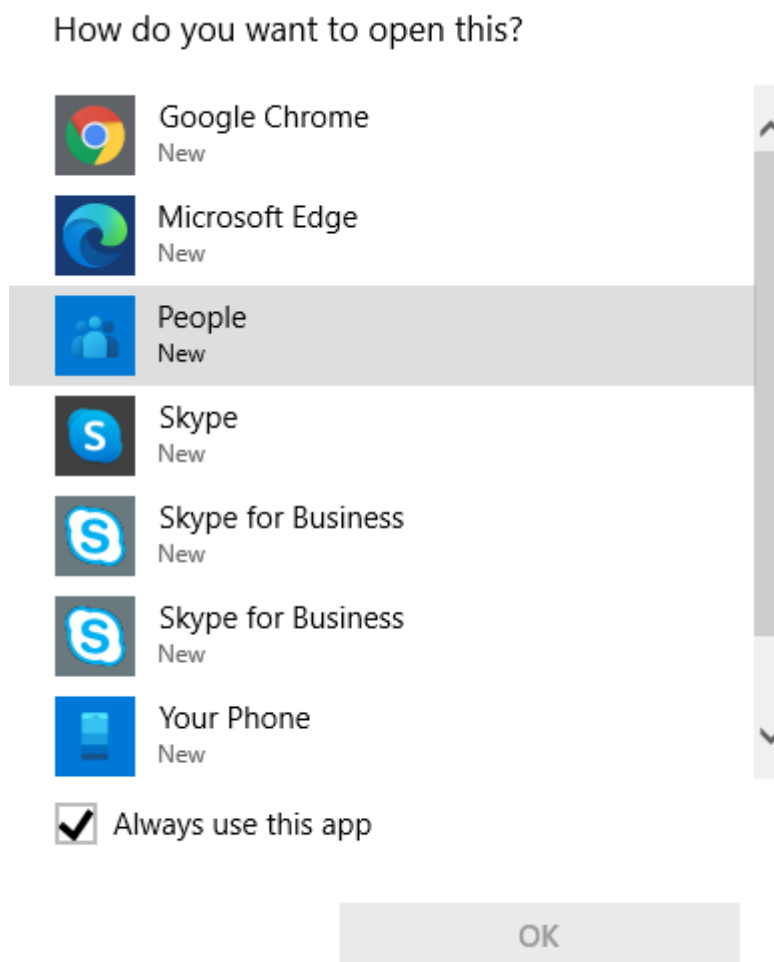 How do you want to open this?
Google Chrome
New
Microsoft Edge
New
People
New
Skype
New
Skype for Business
New
Skype for Business
New
Your Phone
New
Always use this app
OK